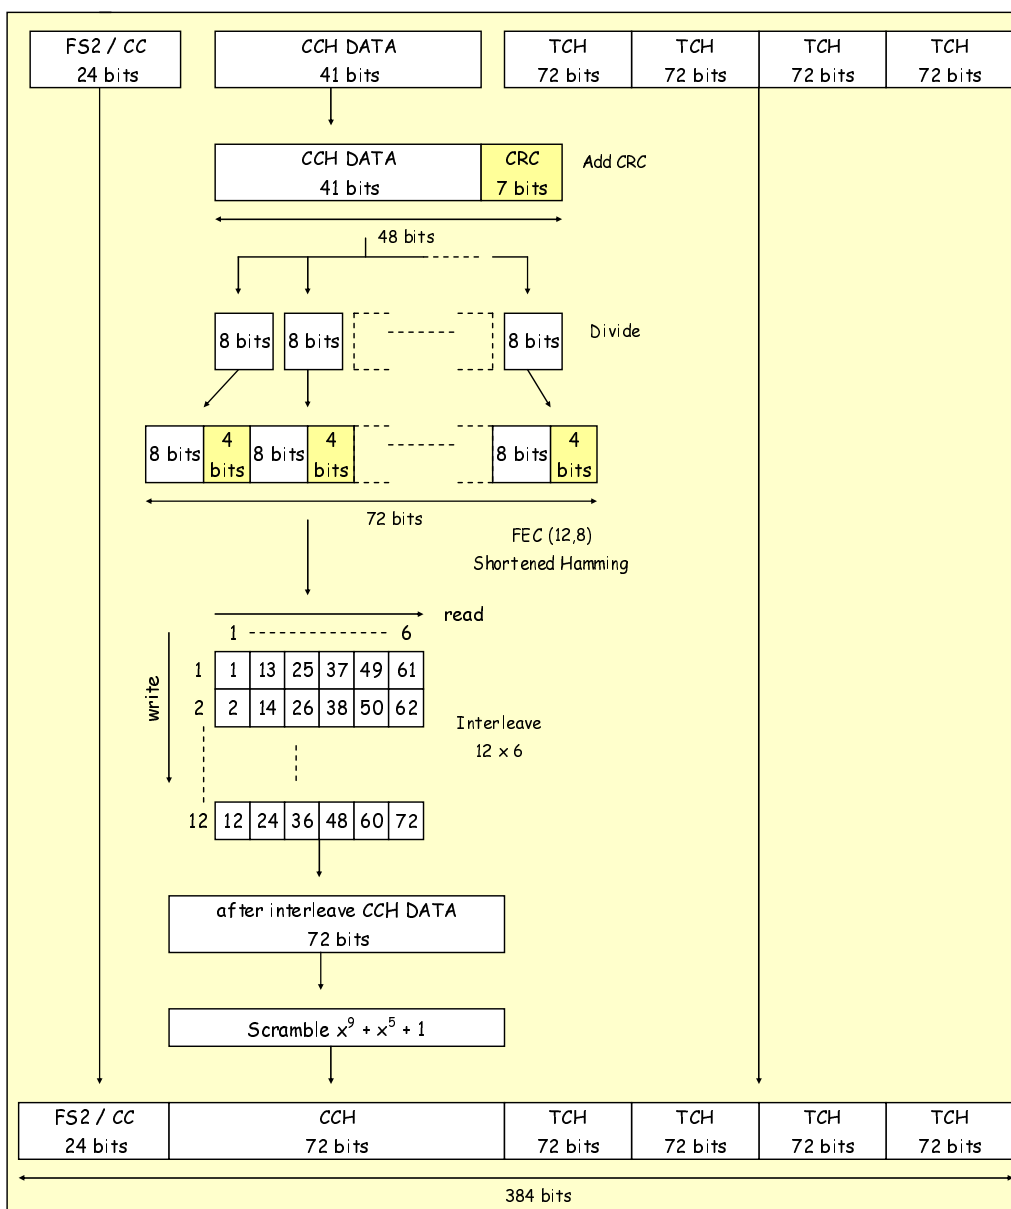 FS2 / CC
24 bits
CCH DATA
41 bits
TCH
72 bits
TCH
72 bits
TCH
72 bits
TCH
72 bits
CCH DATA
41 bits
CRC
7 bits
Add CRC
48 bits
8 bits
8 bits
8 bits
Divide
8 bits
4
bits
8 bits
4
bits
8 bits
4
bits
72 bits
FEC (12,8)
Shortened Hamming
read
1 6
write
1 1 13 25 37 49 61
2 2 14 26 38 50 62
Interleave
12 x 6
12 12 24 36 48 60 72
after interleave CCH DATA
72 bits
Scramble x⁹ + x⁵ + 1
FS2 / CC
24 bits
CCH
72 bits
TCH
72 bits
TCH
72 bits
TCH
72 bits
TCH
72 bits
384 bits